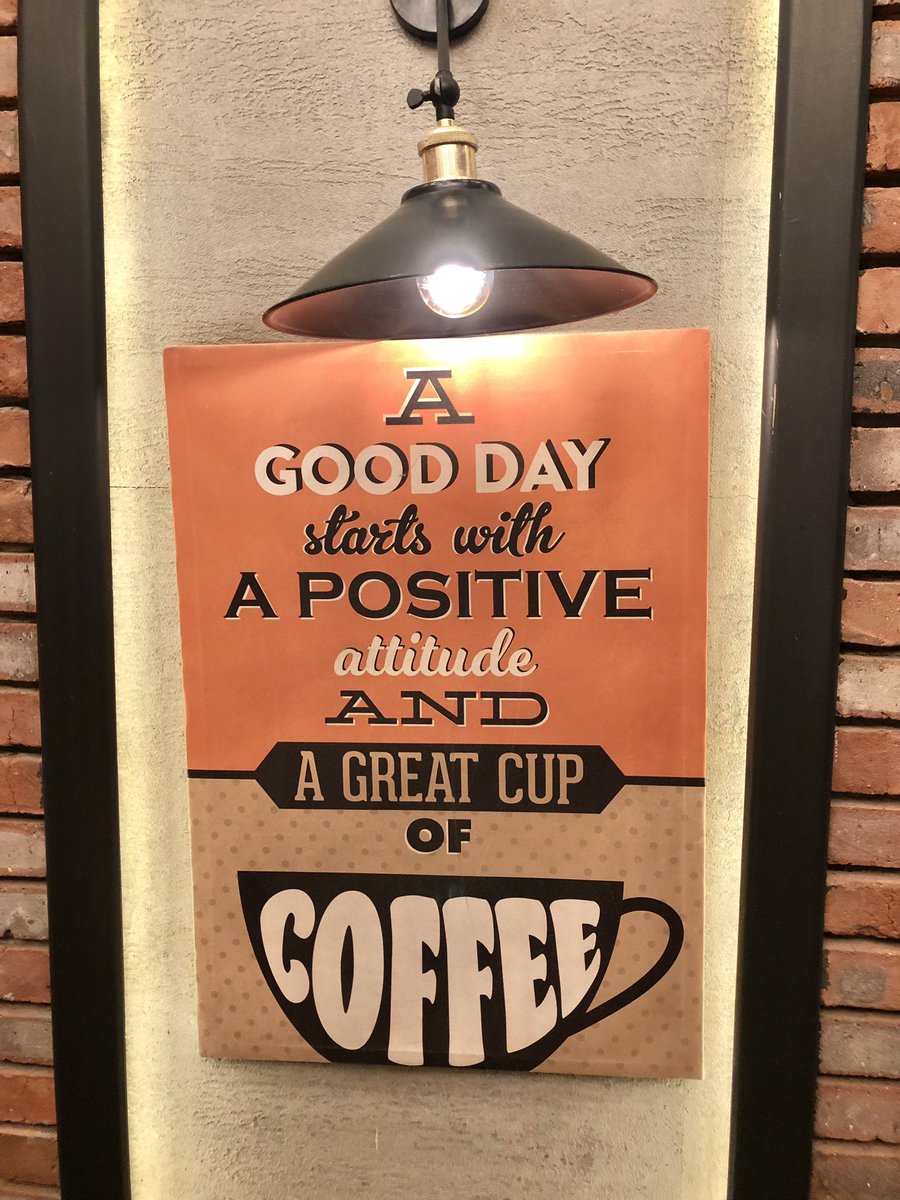 A
GOOD DAY
starts with
A POSITIVE
attitude
AND
A GREAT CUP
OF
COFFEE